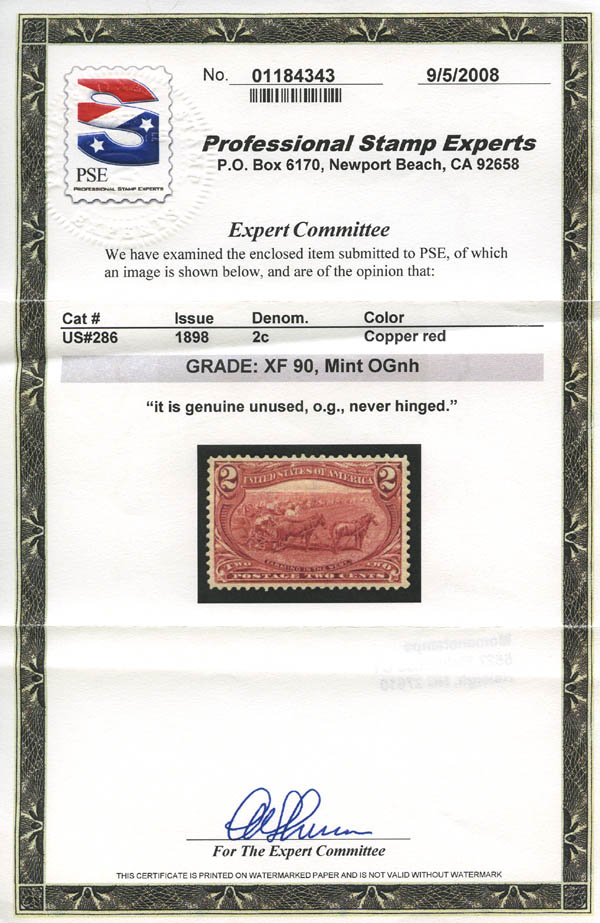 No. 01184343 9/5/2008
PSE
PROFESSIONAL STAMP EXPERTS
Professional Stamp Experts
P.O. Box 6170, Newport Beach, CA 92658
Expert Committee
We have examined the enclosed item submitted to PSE, of which
an image is shown below, and are of the opinion that:
Cat # Issue Denom. Color
US#286 1898 2c Copper red
GRADE: XF 90, Mint OGnh
“it is genuine unused, o.g., never hinged.”
2 2
UNITED STATES OF AMERICA
FARMING IN THE WEST.
TWO TWO
POSTAGE TWO CENTS
For The Expert Committee
THIS CERTIFICATE IS PRINTED ON WATERMARKED PAPER AND IS NOT VALID WITHOUT WATERMARK